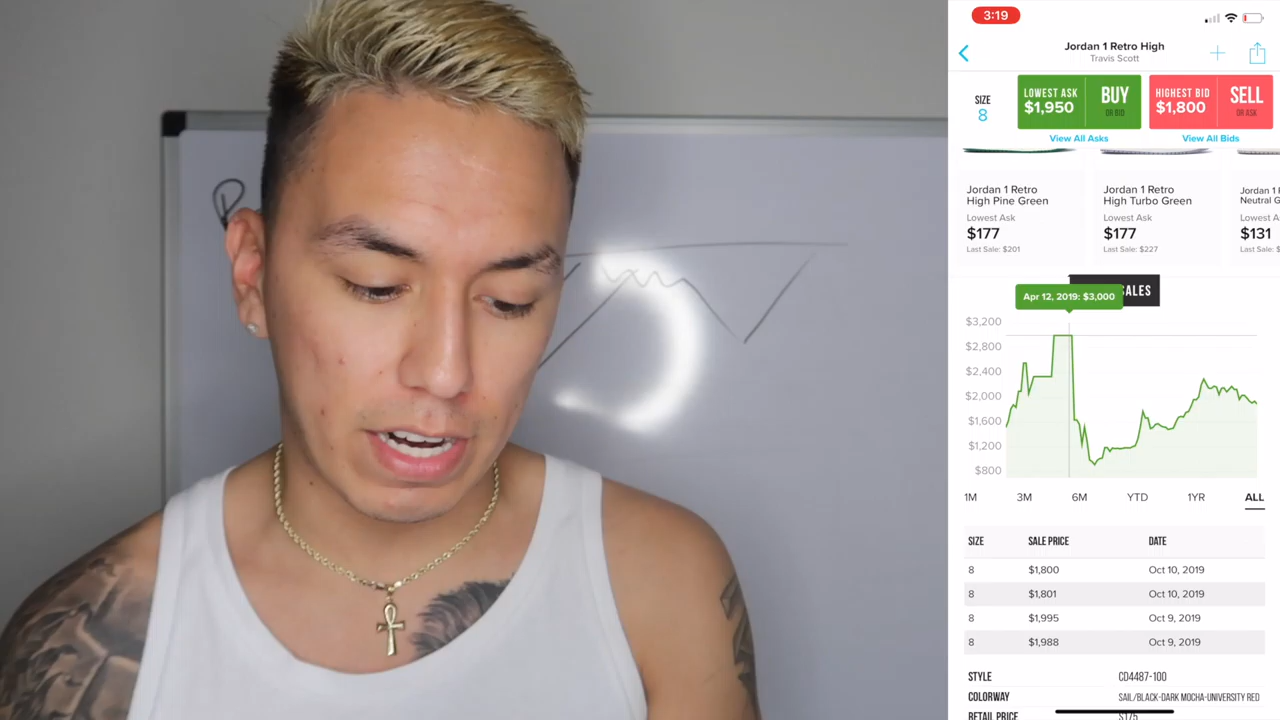 P
3:19
Jordan 1 Retro High
Travis Scott
SIZE
8
LOWEST ASK
$1,950
BUY
OR BID
HIGHEST BID
$1,800
SELL
OR ASK
View All Asks
View All Bids
Jordan 1 Retro
High Pine Green
Lowest Ask
$177
Last Sale: $201
Jordan 1 Retro
High Turbo Green
Lowest Ask
$177
Last Sale: $227
Jordan 1
Neutral G
Lowest A
$131
Last Sale: $
ALES
Apr 12, 2019: $3,000
$3,200
$2,800
$2,400
$2,000
$1,600
$1,200
$800
1M 3M 6M YTD 1YR ALL
SIZE SALE PRICE DATE
8 $1,800 Oct 10, 2019
8 $1,801 Oct 10, 2019
8 $1,995 Oct 9, 2019
8 $1,988 Oct 9, 2019
STYLE CD4487-100
COLORWAY SAIL/BLACK-DARK MOCHA-UNIVERSITY RED
RETAIL PRICE $175